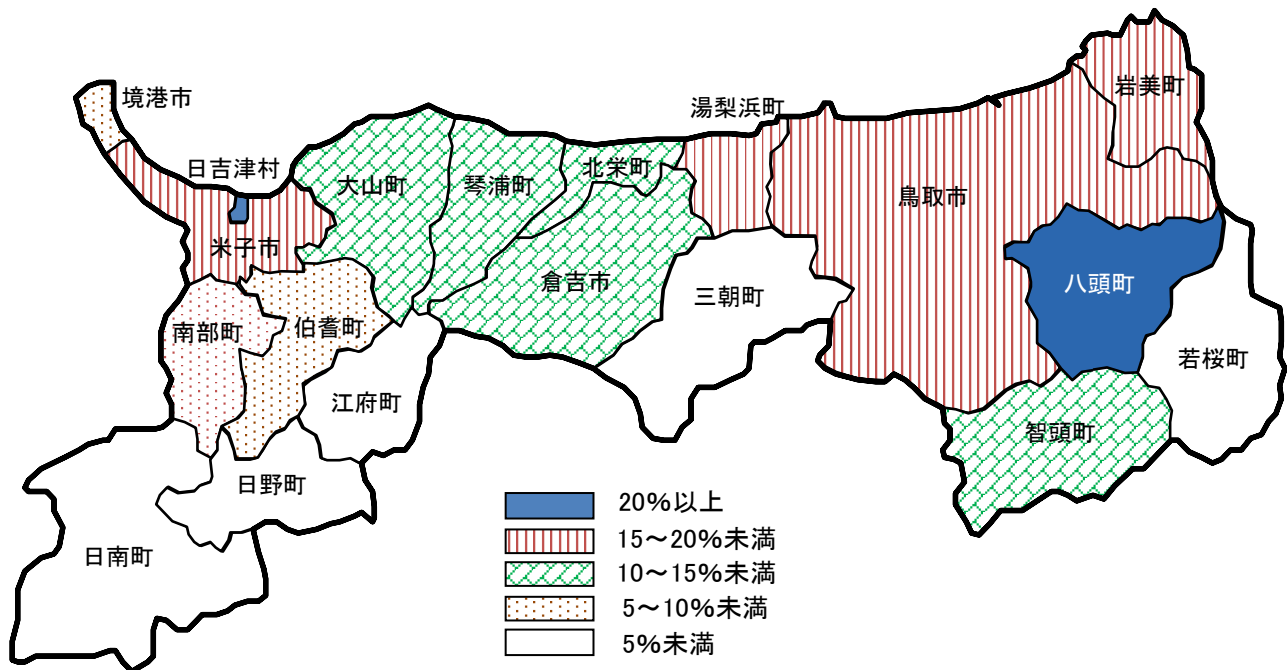 境港市
日吉津村
米子市
大山町
琴浦町
北栄町
湯梨浜町
鳥取市
岩美町
八頭町
若桜町
智頭町
三朝町
倉吉市
伯耆町
南部町
江府町
日野町
日南町
20%以上
15～20%未満
10～15%未満
5～10%未満
5%未満